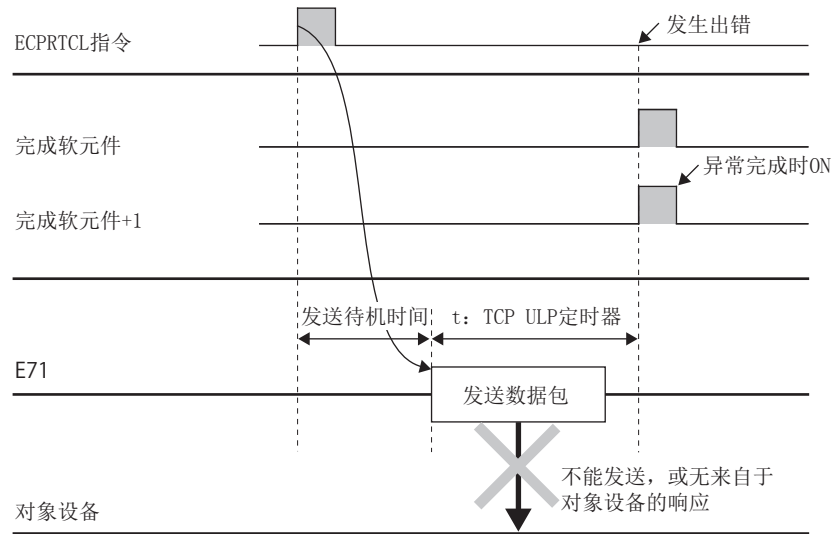 发生出错
ECPRTCL指令
完成软元件
异常完成时ON
完成软元件+1
发送待机时间
t: TCP ULP定时器
E71
发送数据包
不能发送，或无来自于
对象设备的响应
对象设备